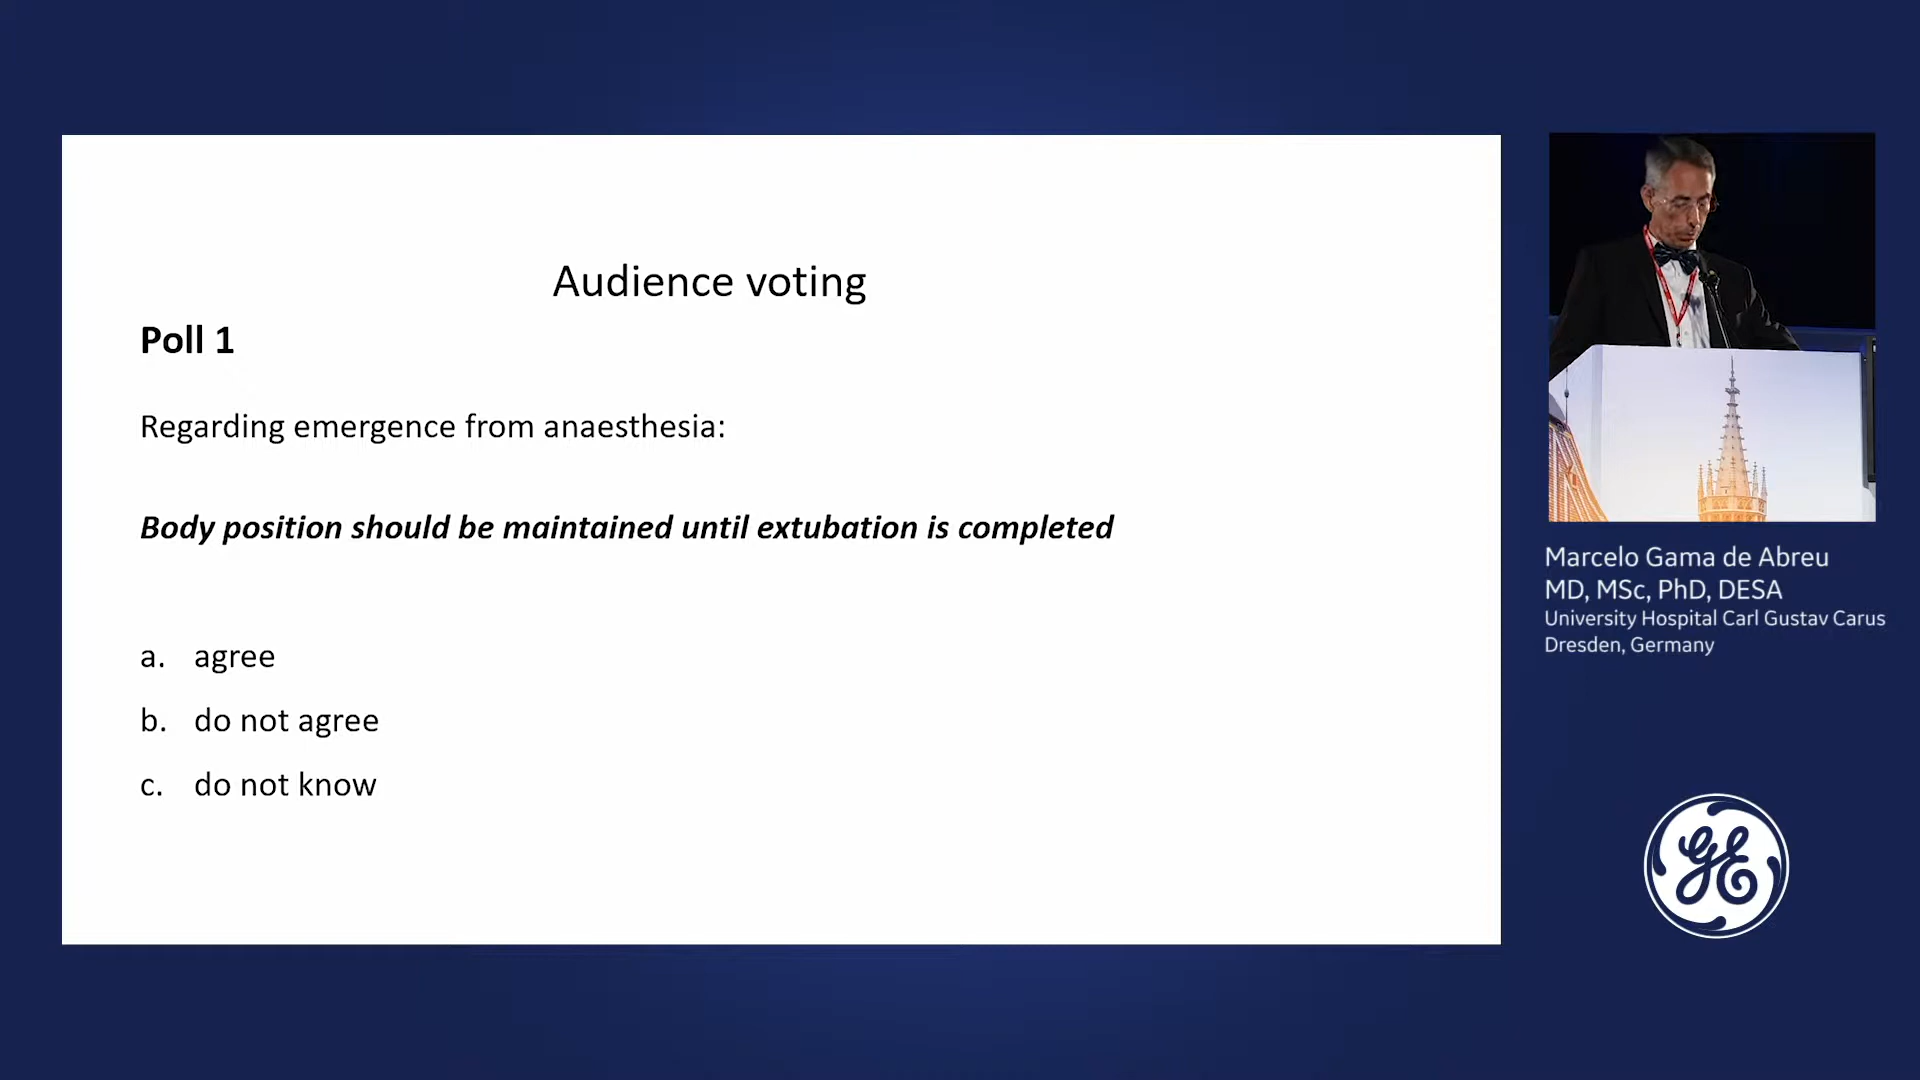 Audience voting
Poll 1
Regarding emergence from anaesthesia:
Body position should be maintained until extubation is completed
a. agree
b. do not agree
c. do not know
Marcelo Gama de Abreu
MD, MSc, PhD, DESA
University Hospital Carl Gustav Carus
Dresden, Germany
GE